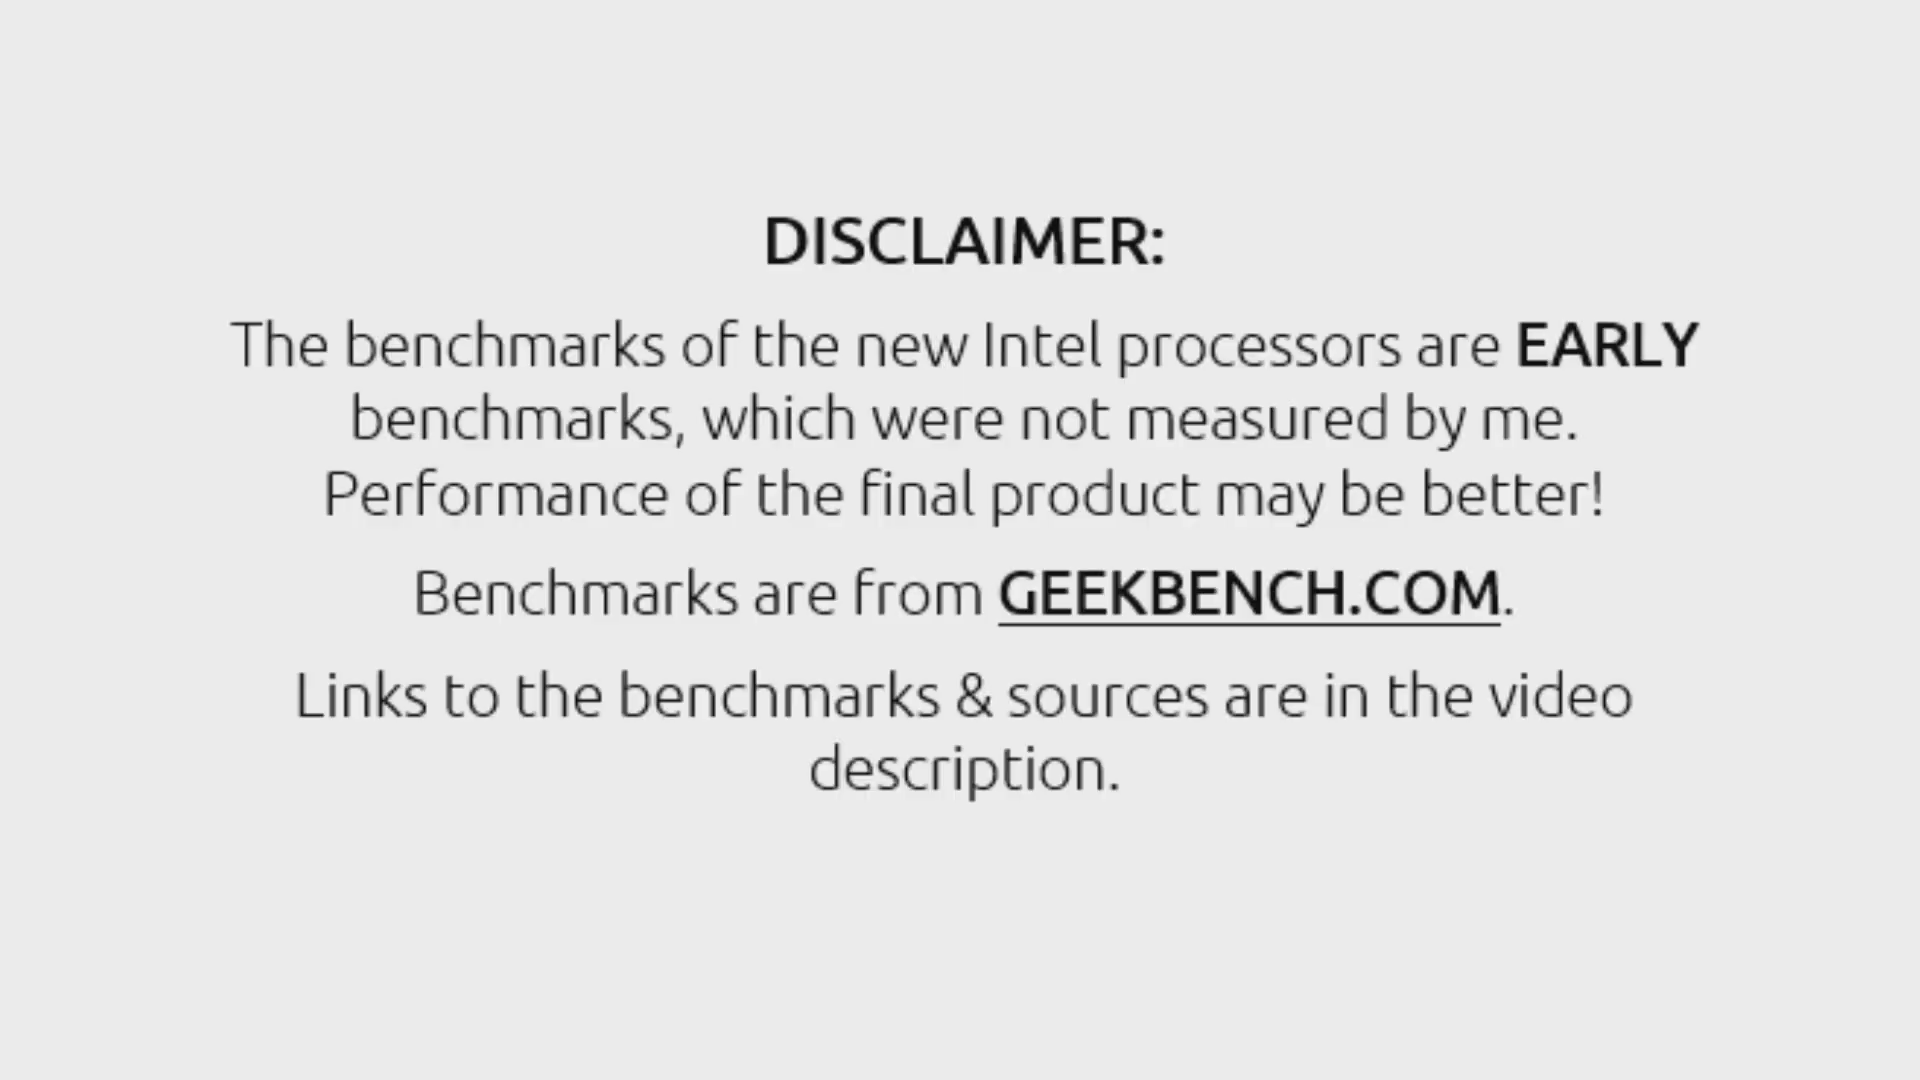 DISCLAIMER:
The benchmarks of the new Intel processors are EARLY
benchmarks, which were not measured by me.
Performance of the final product may be better!
Benchmarks are from GEEKBENCH.COM.
Links to the benchmarks & sources are in the video
description.